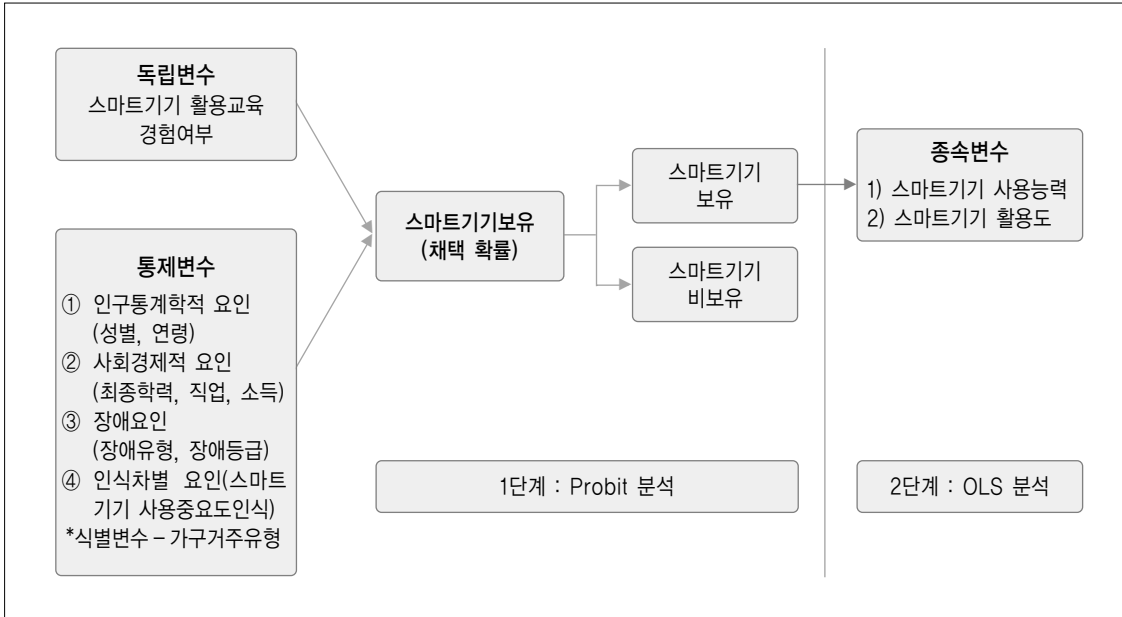 독립변수
스마트기기 활용교육
경험여부
통제변수
① 인구통계학적 요인
(성별, 연령)
② 사회경제적 요인
(최종학력, 직업, 소득)
③ 장애요인
(장애유형, 장애등급)
④ 인식차별 요인(스마트
기기 사용중요도인식)
*식별변수 – 가구거주유형
스마트기기보유
(채택 확률)
스마트기기
보유
스마트기기
비보유
종속변수
1) 스마트기기 사용능력
2) 스마트기기 활용도
1단계 : Probit 분석
2단계 : OLS 분석